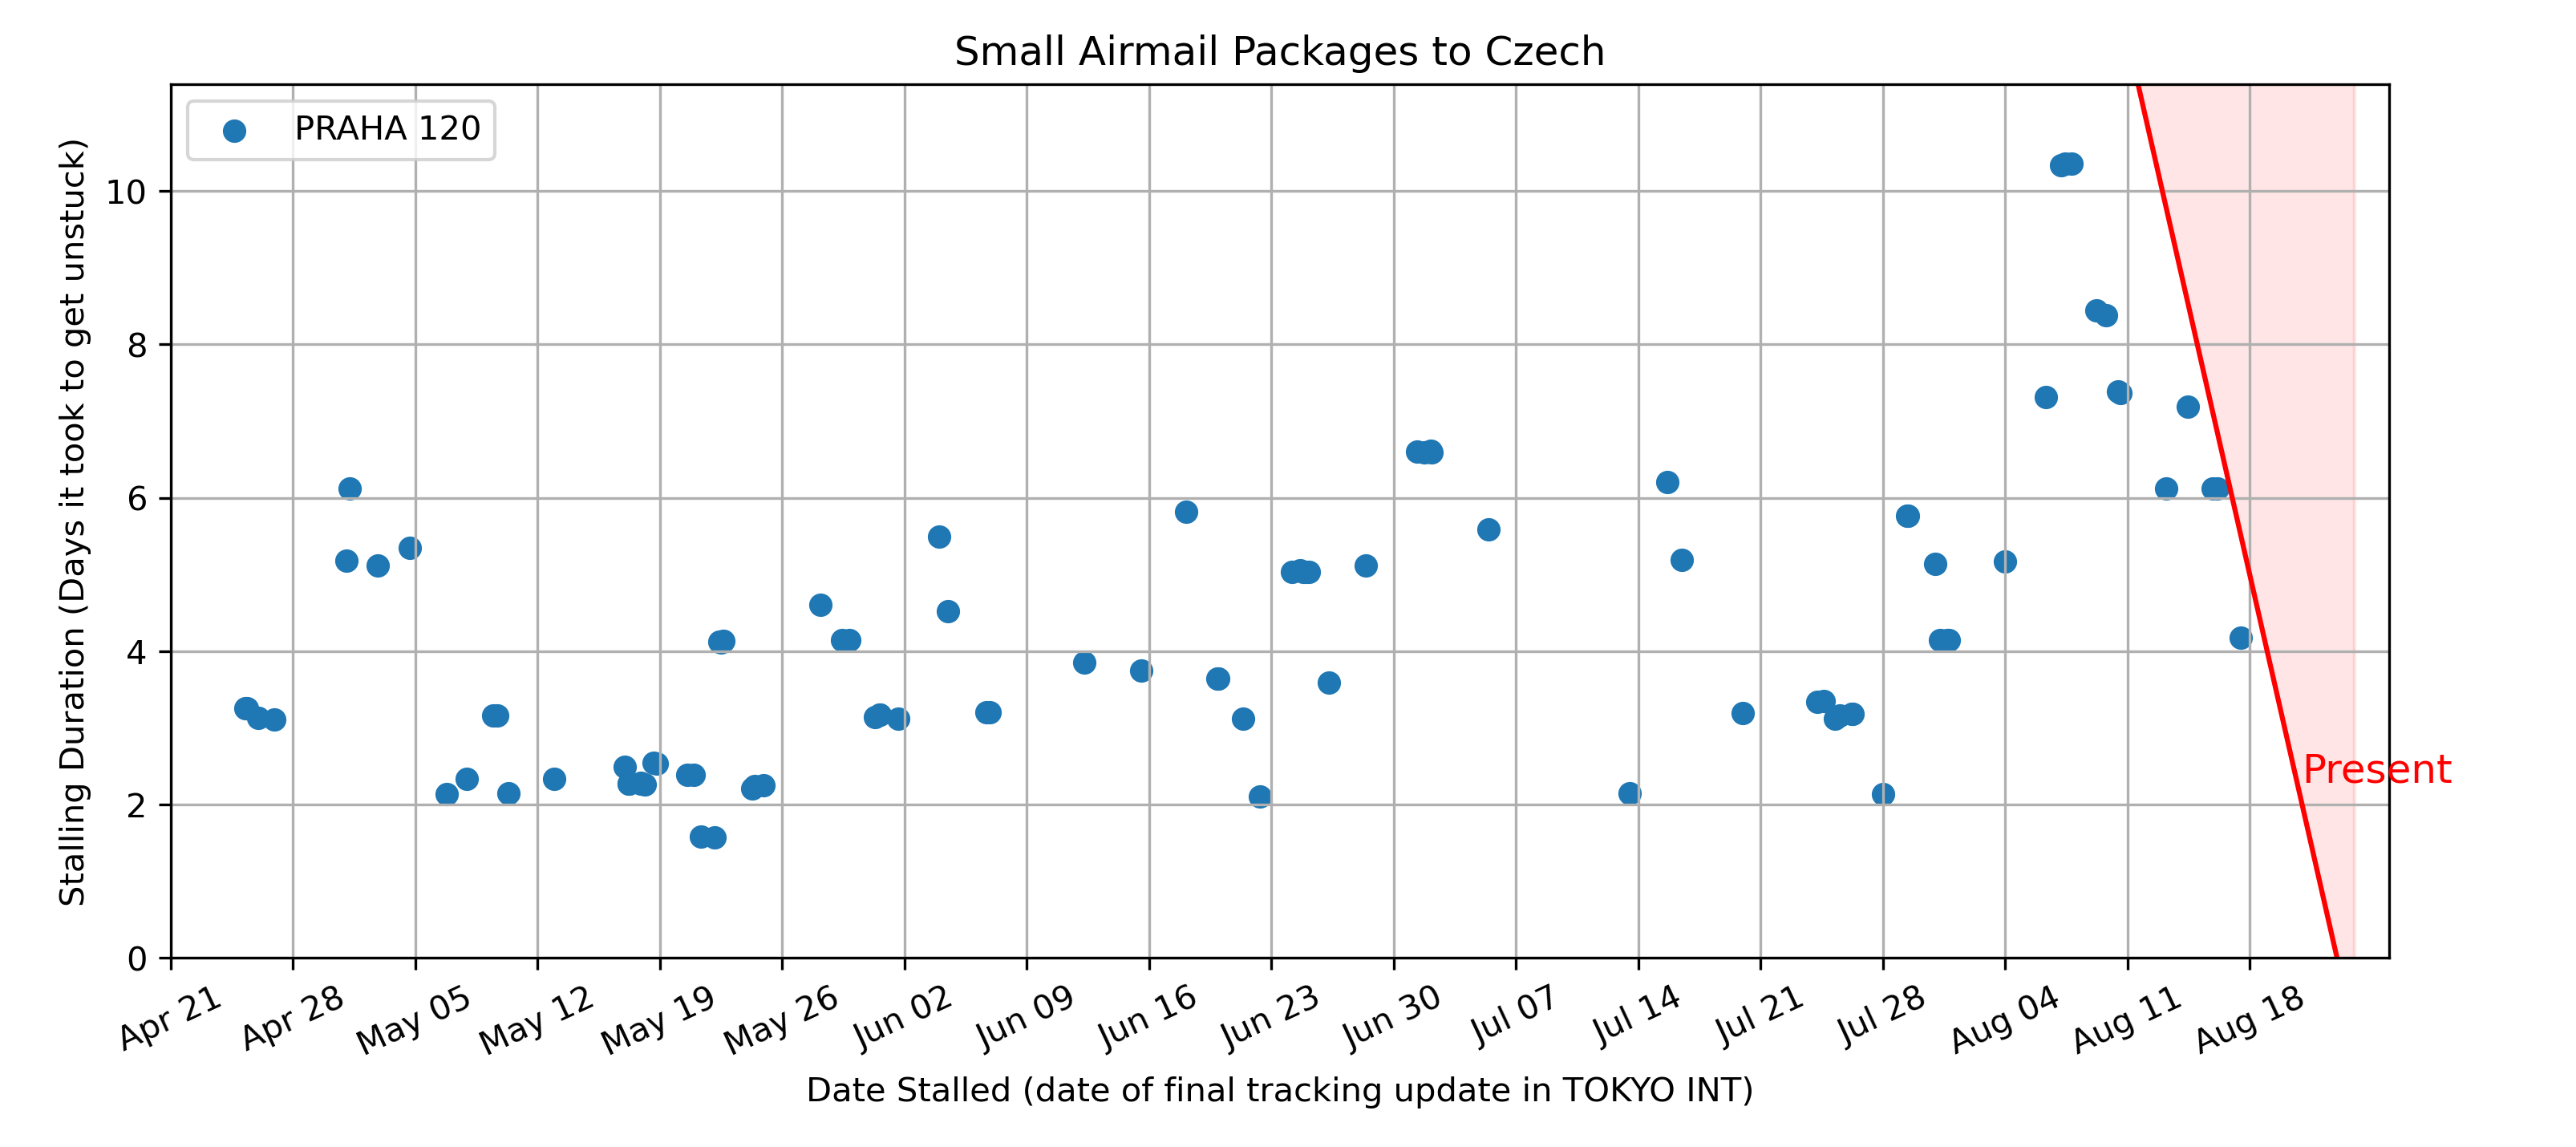 Small Airmail Packages to Czech
PRAHA 120
Stalling Duration (Days it took to get unstuck)
10
8
6
4
2
0
Present
Apr 21
Apr 28
May 05
May 12
May 19
May 26
Jun 02
Jun 09
Jun 16
Jun 23
Jun 30
Jul 07
Jul 14
Jul 21
Jul 28
Aug 04
Aug 11
Aug 18
Date Stalled (date of final tracking update in TOKYO INT)